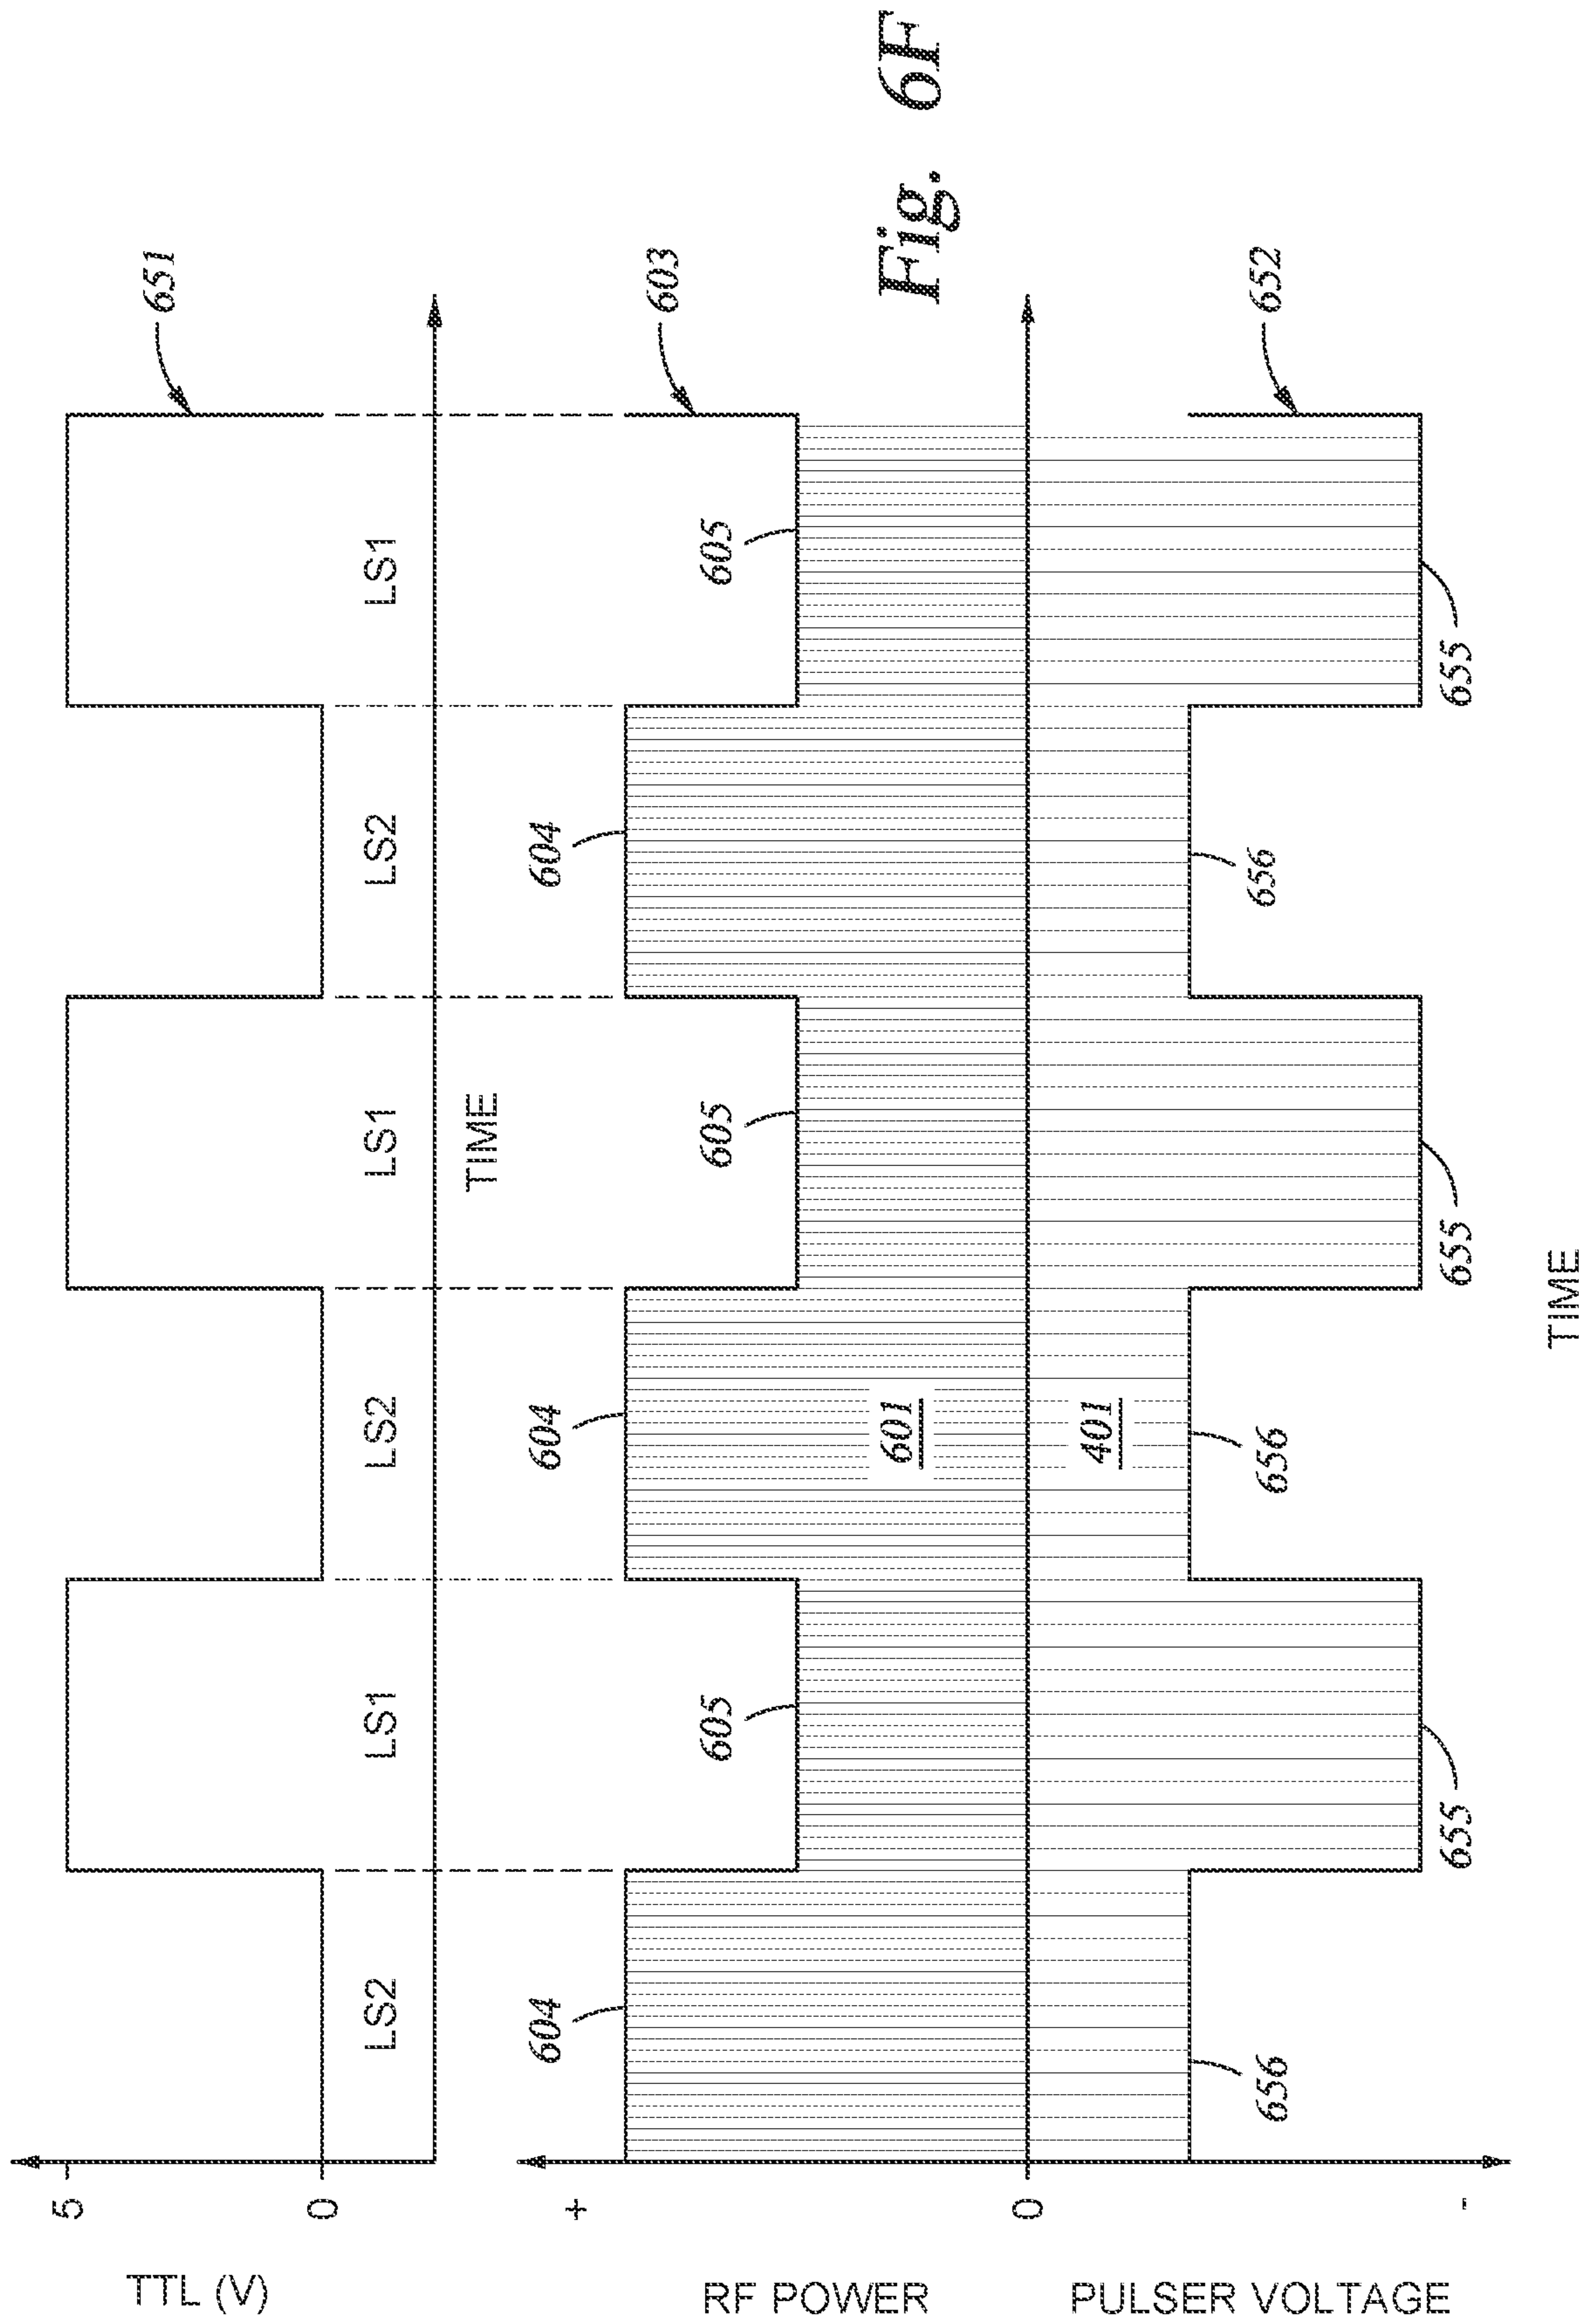 TTL (V)
5
0
651
LS2
LS1
LS2
LS1
LS2
LS1
TIME
RF POWER
PULSER VOLTAGE
+
0
-
603
604
604
604
605
605
605
601
401
656
656
656
655
655
655
652
TIME
Fig. 6F